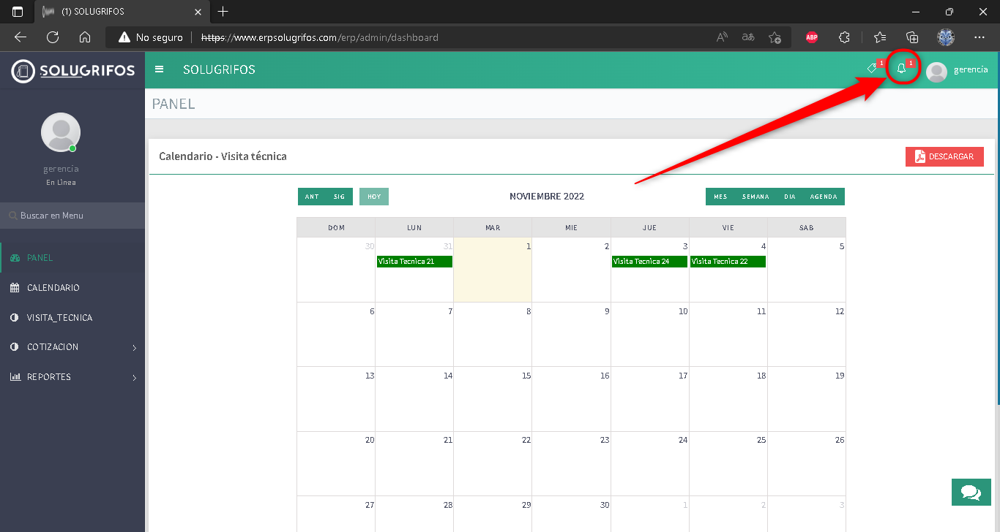 (1) SOLUGRIFOS
No seguro
https://www.erpsolugrifos.com/erp/admin/dashboard
aあ
ABP
SOLUGRIFOS
SOLUGRIFOS
1
1
gerencia
PANEL
gerencia
En Línea
Buscar en Menu
PANEL
CALENDARIO
VISITA_TECNICA
COTIZACION
REPORTES
Calendario - Visita técnica
DESCARGAR
ANT SIG HOY
NOVIEMBRE 2022
MES SEMANA DIA AGENDA
DOM LUN MAR MIE JUE VIE SAB
30 31 1 2 3 4 5
Visita Tecnica 21 Visita Tecnica 24 Visita Tecnica 22
6 7 8 9 10 11 12
13 14 15 16 17 18 19
20 21 22 23 24 25 26
27 28 29 30 1 2 3